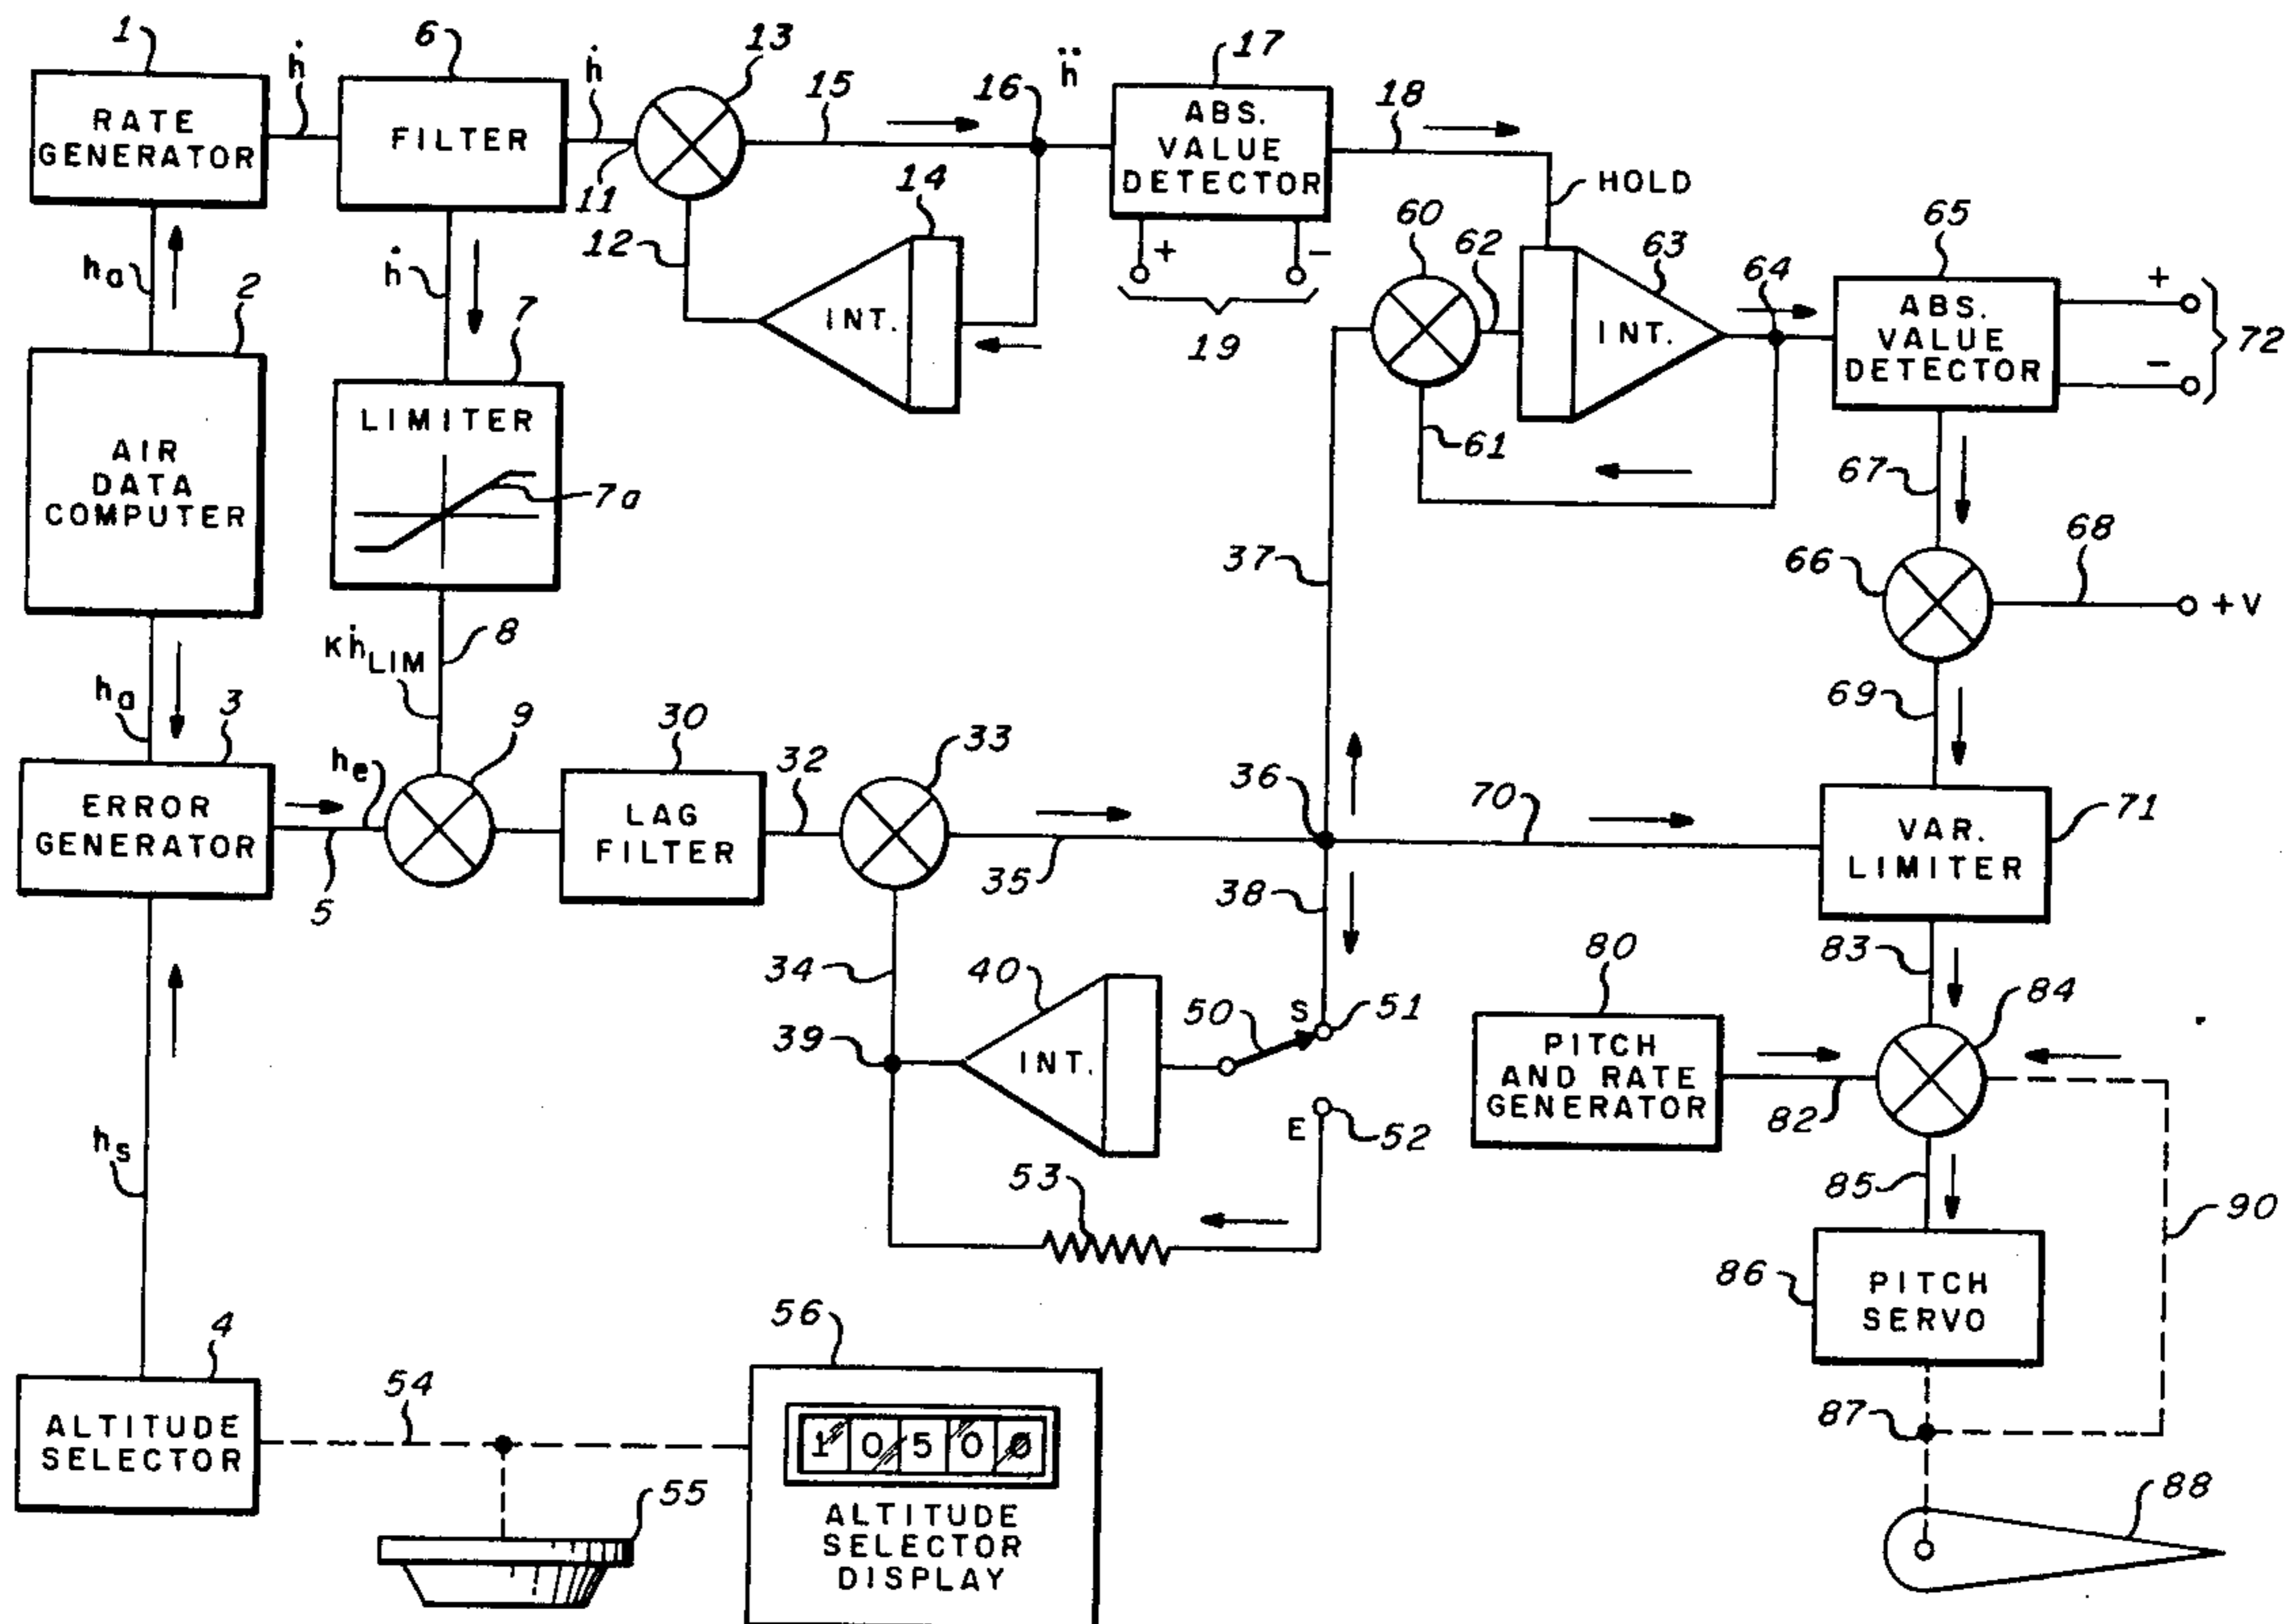 1
ḣ
6
ḣ
13
15
16
ḧ
17
18
RATE
GENERATOR
FILTER
ABS.
VALUE
DETECTOR
HOLD
11
12
14
INT.
+
-
19
60
62
63
INT.
64
65
ABS.
VALUE
DETECTOR
+
-
72
ha
2
ḣ
7
LIMITER
7a
61
67
AIR
DATA
COMPUTER
37
66
68
+V
Kḣ LIM
8
ha
3
he
9
30
32
33
36
70
69
71
ERROR
GENERATOR
LAG
FILTER
VAR.
LIMITER
5
35
38
34
40
80
83
84
39
INT.
50
S
51
PITCH
AND RATE
GENERATOR
82
hs
E
52
53
85
90
86
PITCH
SERVO
4
54
56
87
ALTITUDE
SELECTOR
10500
55
ALTITUDE
SELECTOR
DISPLAY
88